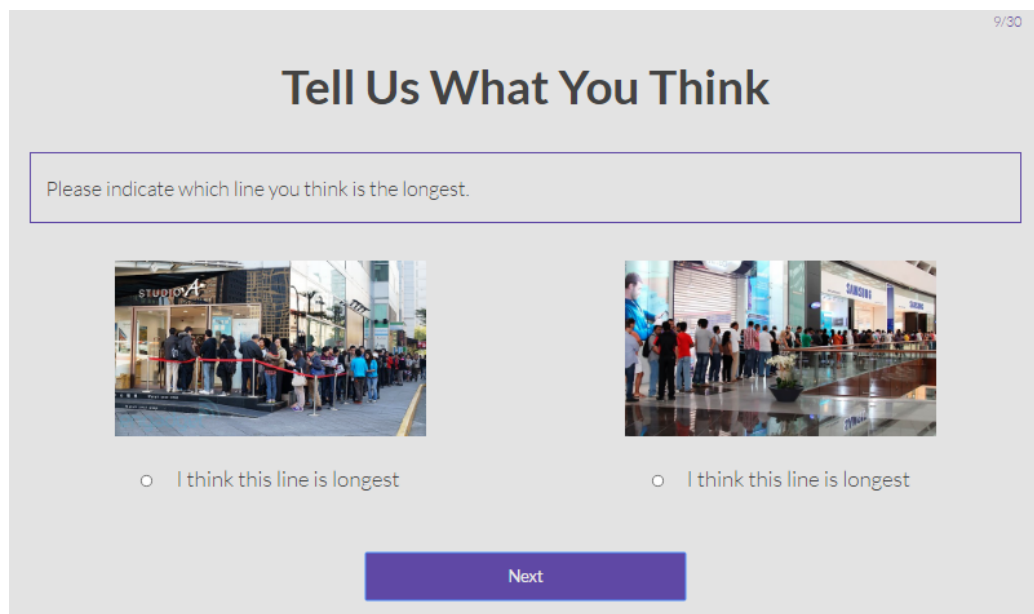 9/30
Tell Us What You Think
Please indicate which line you think is the longest.
STUDIO A
SAMSUNG
SAMSUNG
I think this line is longest
I think this line is longest
Next